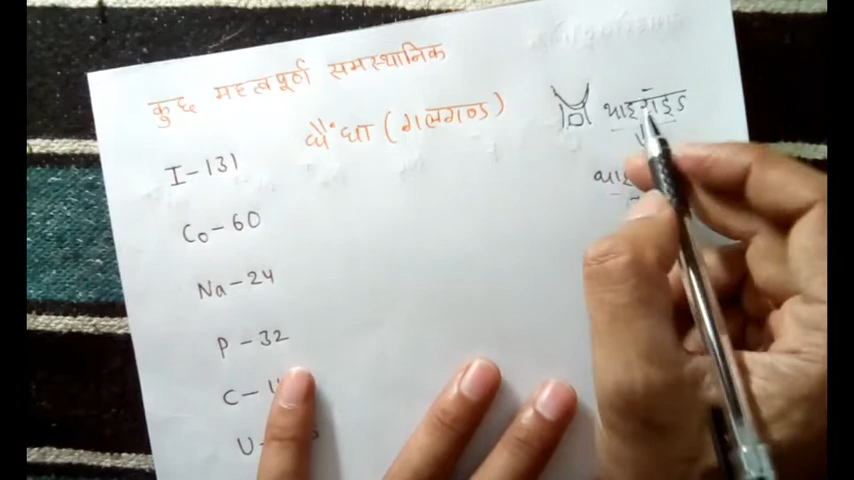 कुछ महत्वपूर्ण समस्थानिक
घैंघा (गलगण्ड)
थाइरॉइड
I-131
Co-60
Na-24
P-32
C-
U-